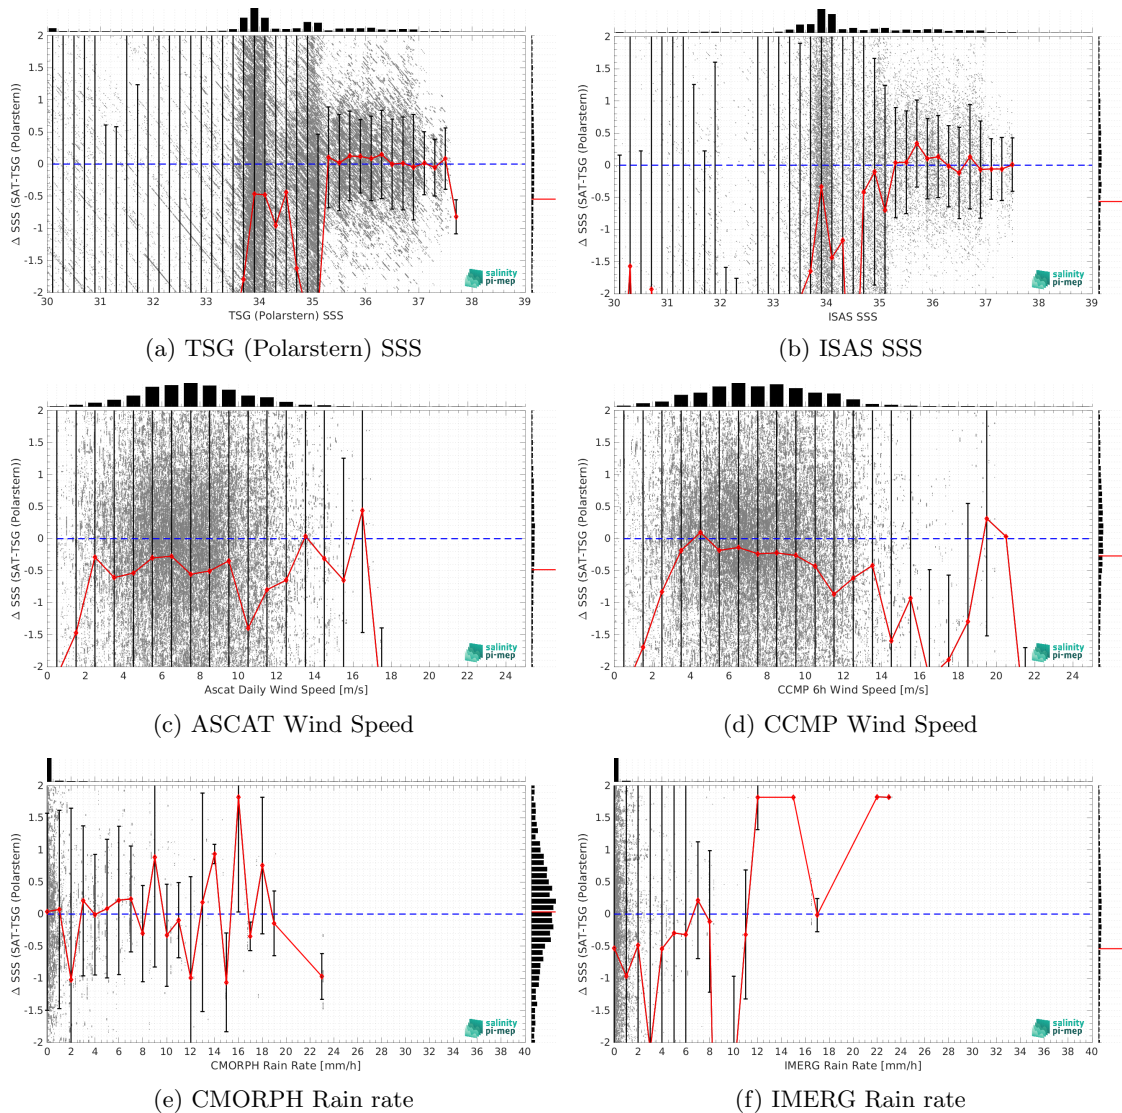 2
1.5
1
0.5
0
-0.5
-1
-1.5
-2
Δ SSS (SAT-TSG (Polarstern))
30 31 32 33 34 35 36 37 38 39
TSG (Polarstern) SSS
salinity
pi-mep
(a) TSG (Polarstern) SSS
2
1.5
1
0.5
0
-0.5
-1
-1.5
-2
Δ SSS (SAT-TSG (Polarstern))
30 31 32 33 34 35 36 37 38 39
ISAS SSS
salinity
pi-mep
(b) ISAS SSS
2
1.5
1
0.5
0
-0.5
-1
-1.5
-2
Δ SSS (SAT-TSG (Polarstern))
0 2 4 6 8 10 12 14 16 18 20 22 24
Ascat Daily Wind Speed [m/s]
salinity
pi-mep
(c) ASCAT Wind Speed
2
1.5
1
0.5
0
-0.5
-1
-1.5
-2
Δ SSS (SAT-TSG (Polarstern))
0 2 4 6 8 10 12 14 16 18 20 22 24
CCMP 6h Wind Speed [m/s]
salinity
pi-mep
(d) CCMP Wind Speed
2
1.5
1
0.5
0
-0.5
-1
-1.5
-2
Δ SSS (SAT-TSG (Polarstern))
0 2 4 6 8 10 12 14 16 18 20 22 24 26 28 30 32 34 36 38 40
CMORPH Rain Rate [mm/h]
salinity
pi-mep
(e) CMORPH Rain rate
2
1.5
1
0.5
0
-0.5
-1
-1.5
-2
Δ SSS (SAT-TSG (Polarstern))
0 2 4 6 8 10 12 14 16 18 20 22 24 26 28 30 32 34 36 38 40
IMERG Rain Rate [mm/h]
salinity
pi-mep
(f) IMERG Rain rate